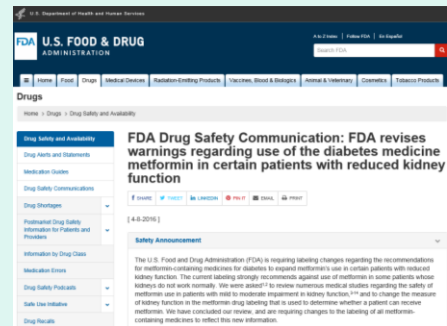 U.S. Department of Health and Human Services
FDA U.S. FOOD & DRUG
ADMINISTRATION
A to Z Index | Follow FDA | En Español
Search FDA
Home Food Drugs Medical Devices Radiation-Emitting Products Vaccines, Blood & Biologics Animal & Veterinary Cosmetics Tobacco Products
Drugs
Home > Drugs > Drug Safety and Availability
Drug Safety and Availability
Drug Alerts and Statements
Medication Guides
Drug Safety Communications
Drug Shortages
Postmarket Drug Safety
Information for Patients and
Providers
Information by Drug Class
Medication Errors
Drug Safety Podcasts
Safe Use Initiative
Drug Recalls
FDA Drug Safety Communication: FDA revises
warnings regarding use of the diabetes medicine
metformin in certain patients with reduced kidney
function
SHARE TWEET LINKEDIN PIN IT EMAIL PRINT
[ 4-8-2016 ]
Safety Announcement
The U.S. Food and Drug Administration (FDA) is requiring labeling changes regarding the recommendations
for metformin-containing medicines for diabetes to expand metformin's use in certain patients with reduced
kidney function. The current labeling strongly recommends against use of metformin in some patients whose
kidneys do not work normally. We were asked to review numerous medical studies regarding the safety of
metformin use in patients with mild to moderate impairment in kidney function, and to change the measure
of kidney function in the metformin drug labeling that is used to determine whether a patient can receive
metformin. We have concluded our review, and are requiring changes to the labeling of all metformin-
containing medicines to reflect this new information.